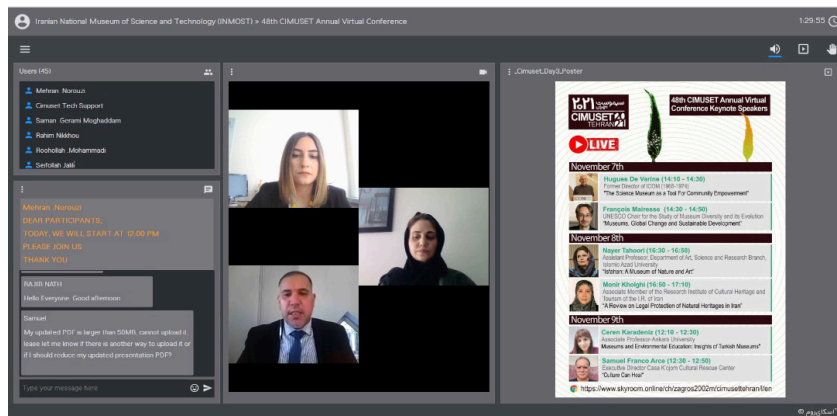 Iranian National Museum of Science and Technology (INMOST) » 48th CIMUSET Annual Virtual Conference
1:29:55
Users (45)
Mehran .Norouzi
Cimuset Tech Support
Saman Gerami Moghaddam
Rahim Nikkhou
Roohollah .Mohammadi
Seifollah Jalili
Mehran .Norouzi
DEAR PARTICIPANTS,
TODAY, WE WILL START AT 12:00 PM
PLEASE JOIN US
THANK YOU
RAJIB NATH
Hello Everyone Good afternoon
Samuel
My updated PDF is larger than 50MB, cannot upload it.
lease let me know if there is another way to upload it or
if I should reduce my updated presentation PDF?
Type your message here
_Cimuset_Day3_Poster
CIMUSET
TEHRAN
48th CIMUSET Annual Virtual
Conference Keynote Speakers
LIVE
November 7th
Hugues De Varine (14:10 - 14:30)
Former Director of ICOM (1965-1974)
"The Science Museum as a Tool For Community Empowerment"
François Mairesse (14:30 - 14:50)
UNESCO Chair for the Study of Museum Diversity and its Evolution
"Museums, Global Change and Sustainable Development"
November 8th
Nayer Tahoori (16:30 - 16:50)
Assistant Professor, Department of Art, Science and Research Branch,
Islamic Azad University
"Isfahan: A Museum of Nature and Art"
Monir Kholghi (16:50 - 17:10)
Associate Member of the Research Institute of Cultural Heritage and
Tourism of the I.R. of Iran
"A Review on Legal Protection of Natural Heritages in Iran"
November 9th
Ceren Karadeniz (12:10 - 12:30)
Associate Professor-Ankara University
Museums and Environmental Education: Insights of Turkish Museums"
Samuel Franco Arce (12:30 - 12:50)
Executive Director Casa K'ojom Cultural Rescue Center
"Culture Can Hear"
https://www.skyroom.online/ch/zagros2002m/cimusettehran/l/en